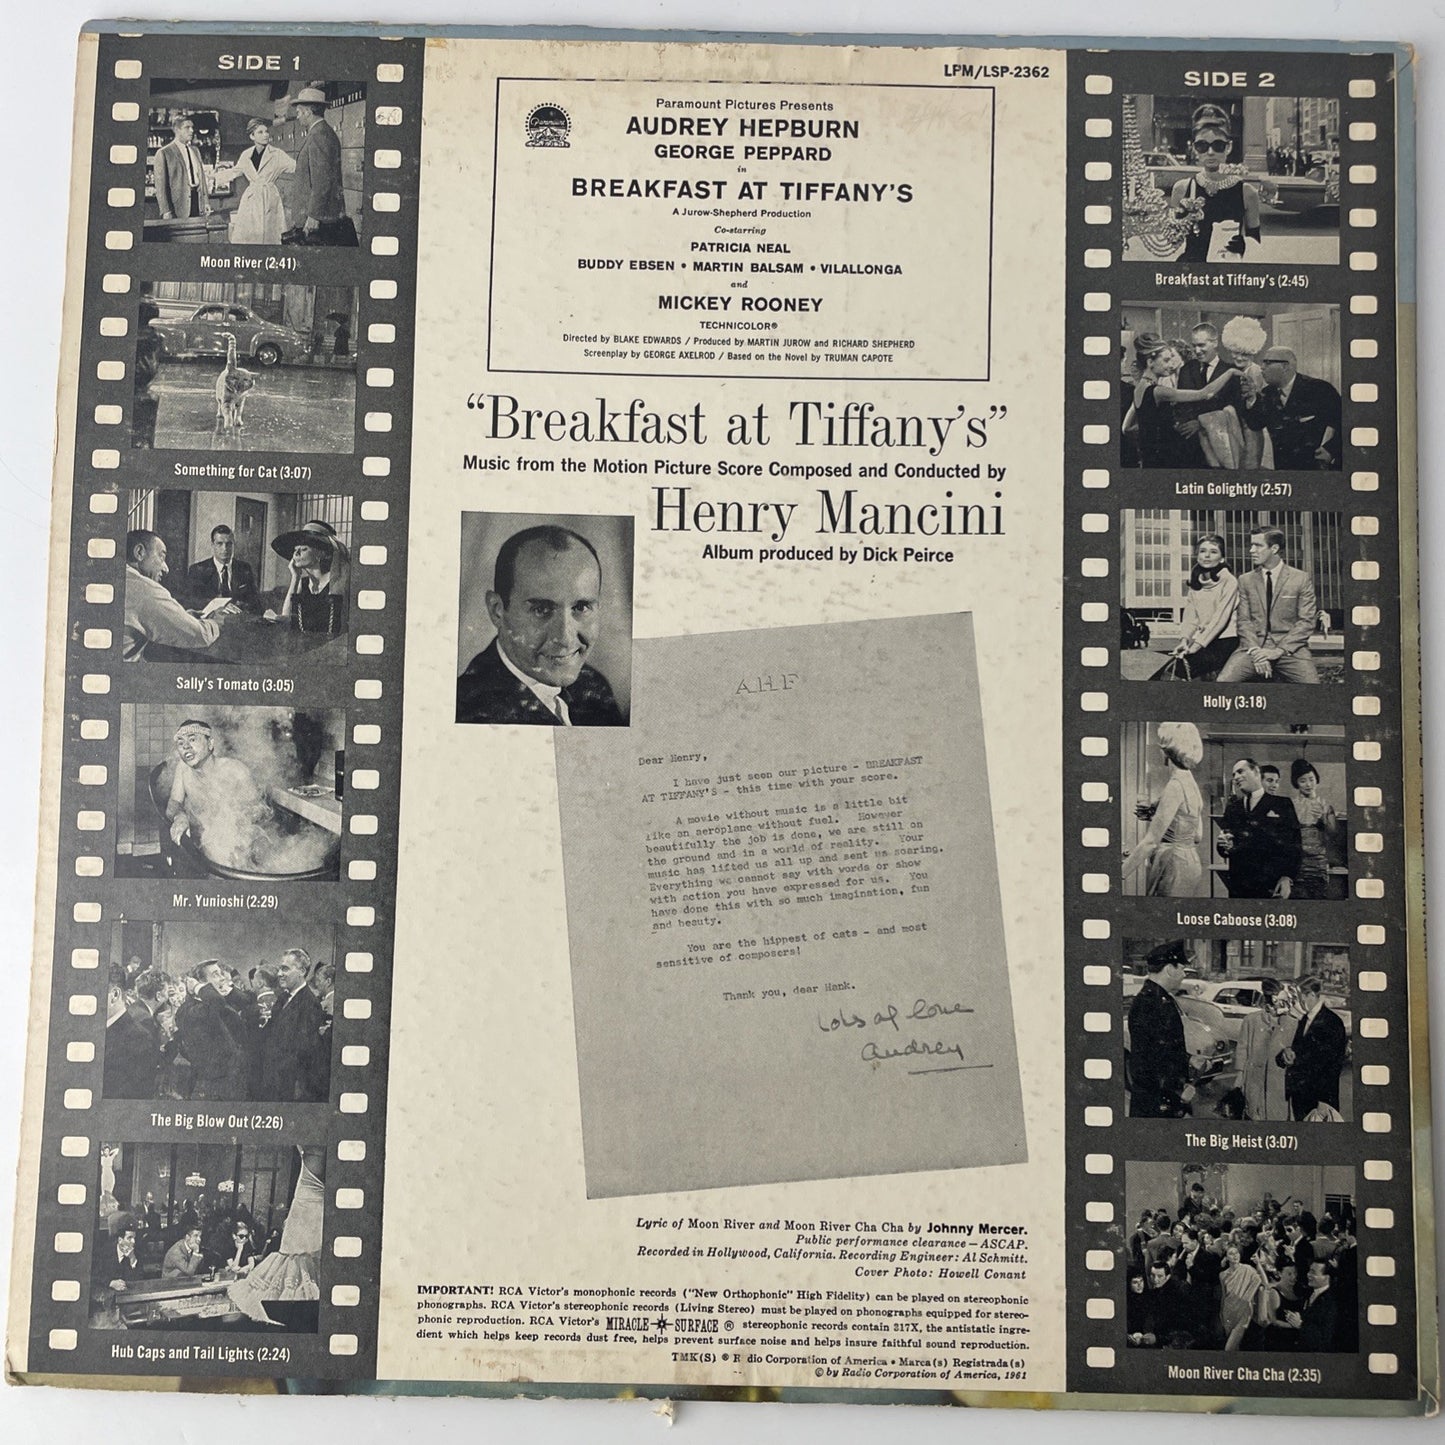 SIDE 1
Moon River (2:41)
Something for Cat (3:07)
Sally's Tomato (3:05)
Mr. Yunioshi (2:29)
The Big Blow Out (2:26)
Hub Caps and Tail Lights (2:24)
LPM/LSP-2362
Paramount Pictures Presents
AUDREY HEPBURN
GEORGE PEPPARD
in
BREAKFAST AT TIFFANY'S
A Jurow-Shepherd Production
Co-starring
PATRICIA NEAL
BUDDY EBSEN • MARTIN BALSAM • VILALLONGA
and
MICKEY ROONEY
TECHNICOLOR®
Directed by BLAKE EDWARDS / Produced by MARTIN JUROW and RICHARD SHEPHERD
Screenplay by GEORGE AXELROD / Based on the Novel by TRUMAN CAPOTE
Paramount
“Breakfast at Tiffany's”
Music from the Motion Picture Score Composed and Conducted by
Henry Mancini
Album produced by Dick Peirce
A H F
Dear Henry,
I have just seen our picture - BREAKFAST
AT TIFFANY'S - this time with your score.
A movie without music is a little bit
like an aeroplane without fuel. However
beautifully the job is done, we are still on
the ground and in a world of reality. Your
music has lifted us all up and sent us soaring.
Everything we cannot say with words or show
with action you have expressed for us. You
have done this with so much imagination, fun
and beauty.
You are the hippest of cats - and most
sensitive of composers!
Thank you, dear Hank.
Lots of love
Audrey
Lyric of Moon River and Moon River Cha Cha by Johnny Mercer.
Public performance clearance — ASCAP.
Recorded in Hollywood, California. Recording Engineer: Al Schmitt.
Cover Photo: Howell Conant
IMPORTANT! RCA Victor's monophonic records ("New Orthophonic" High Fidelity) can be played on stereophonic
phonographs. RCA Victor's stereophonic records (Living Stereo) must be played on phonographs equipped for stereo-
phonic reproduction. RCA Victor's MIRACLE SURFACE ® stereophonic records contain 317X, the antistatic ingre-
dient which helps keep records dust free, helps prevent surface noise and helps insure faithful sound reproduction.
TMK(S) ® R dio Corporation of America • Marca(s) Registrada(s)
© by Radio Corporation of America, 1961
SIDE 2
Breakfast at Tiffany's (2:45)
Latin Golightly (2:57)
Holly (3:18)
Loose Caboose (3:08)
The Big Heist (3:07)
Moon River Cha Cha (2:35)